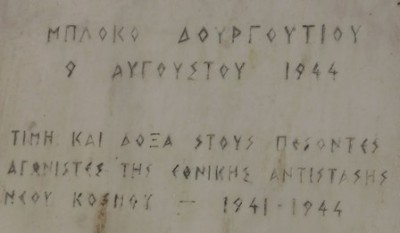 ΜΠΛΟΚΟ ΔΟΥΡΓΟΥΤΙΟΥ
9 ΑΥΓΟΥΣΤΟΥ 1944
ΤΙΜΗ ΚΑΙ ΔΟΞΑ ΣΤΟΥΣ ΠΕΣΟΝΤΕΣ
ΑΓΩΝΙΣΤΕΣ ΤΗΣ ΕΘΝΙΚΗΣ ΑΝΤΙΣΤΑΣΗΣ
ΝΕΟΥ ΚΟΣΜΟΥ - 1941-1944